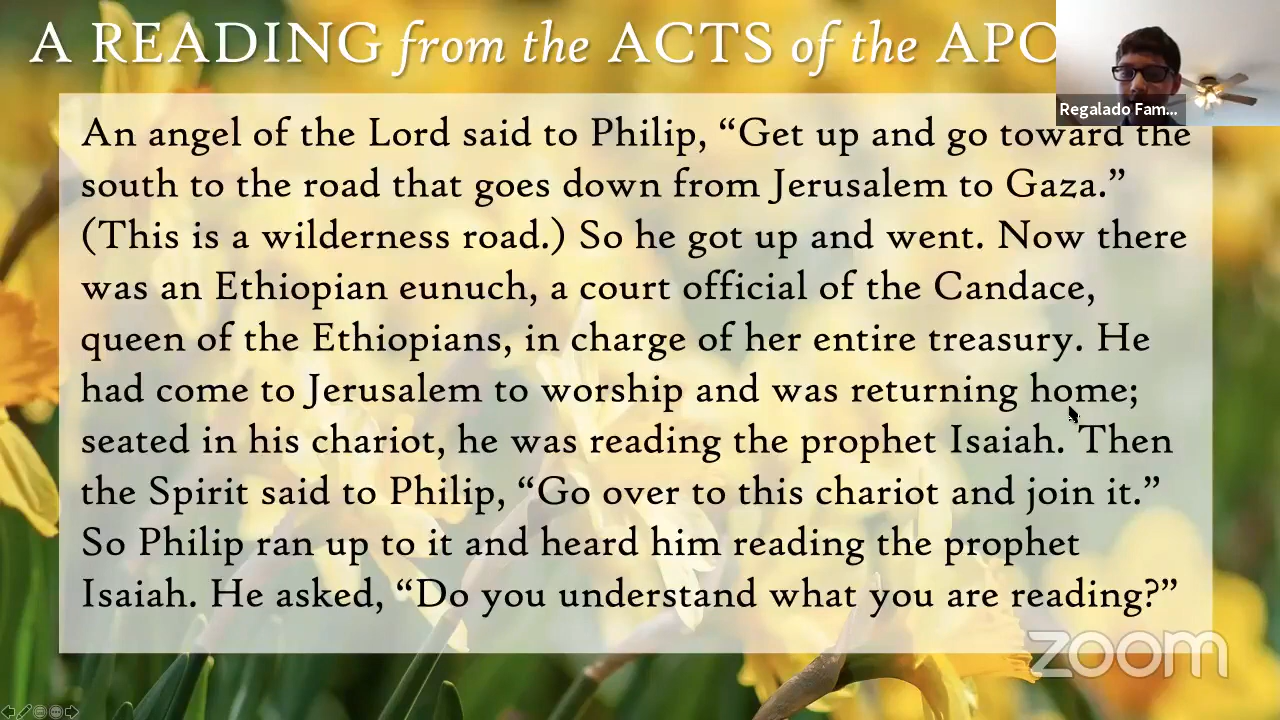 A READING from the ACTS of the APO
Regalado Fam...
An angel of the Lord said to Philip, “Get up and go toward the
south to the road that goes down from Jerusalem to Gaza.”
(This is a wilderness road.) So he got up and went. Now there
was an Ethiopian eunuch, a court official of the Candace,
queen of the Ethiopians, in charge of her entire treasury. He
had come to Jerusalem to worship and was returning home;
seated in his chariot, he was reading the prophet Isaiah. Then
the Spirit said to Philip, “Go over to this chariot and join it.”
So Philip ran up to it and heard him reading the prophet
Isaiah. He asked, “Do you understand what you are reading?”
zoom